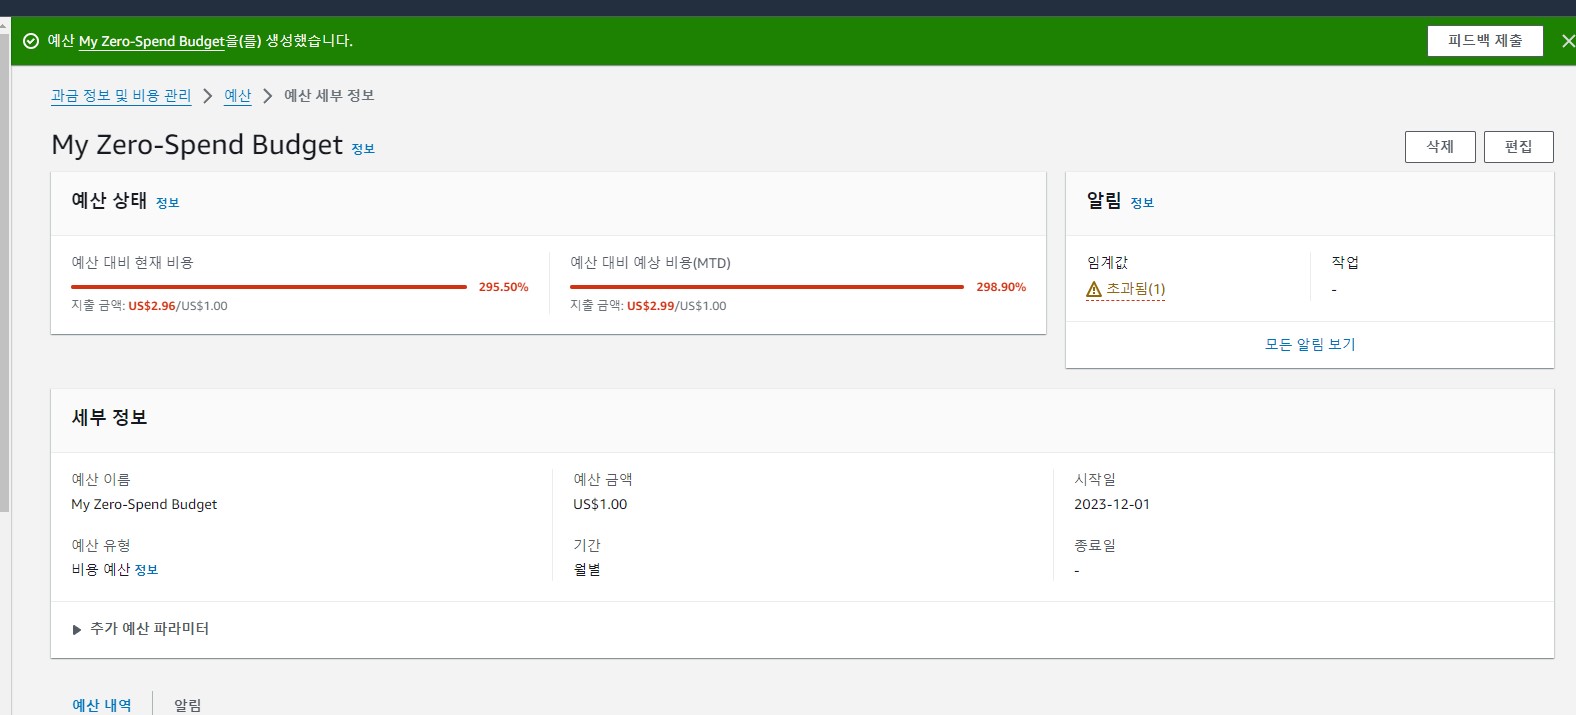 예산 My Zero-Spend Budget을(를) 생성했습니다.
피드백 제출
과금 정보 및 비용 관리 > 예산 > 예산 세부 정보
My Zero-Spend Budget 정보
삭제
편집
예산 상태 정보
예산 대비 현재 비용
295.50%
지출 금액: US$2.96/US$1.00
예산 대비 예상 비용(MTD)
298.90%
지출 금액: US$2.99/US$1.00
알림 정보
임계값
초과됨(1)
작업
-
모든 알림 보기
세부 정보
예산 이름
My Zero-Spend Budget
예산 유형
비용 예산 정보
예산 금액
US$1.00
기간
월별
시작일
2023-12-01
종료일
-
추가 예산 파라미터
예산 내역
알림